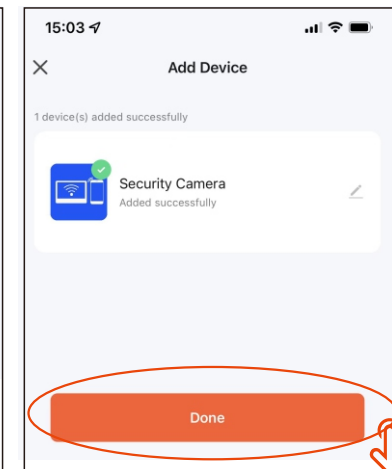 15:03
Add Device
1 device(s) added successfully
Security Camera
Added successfully
Done